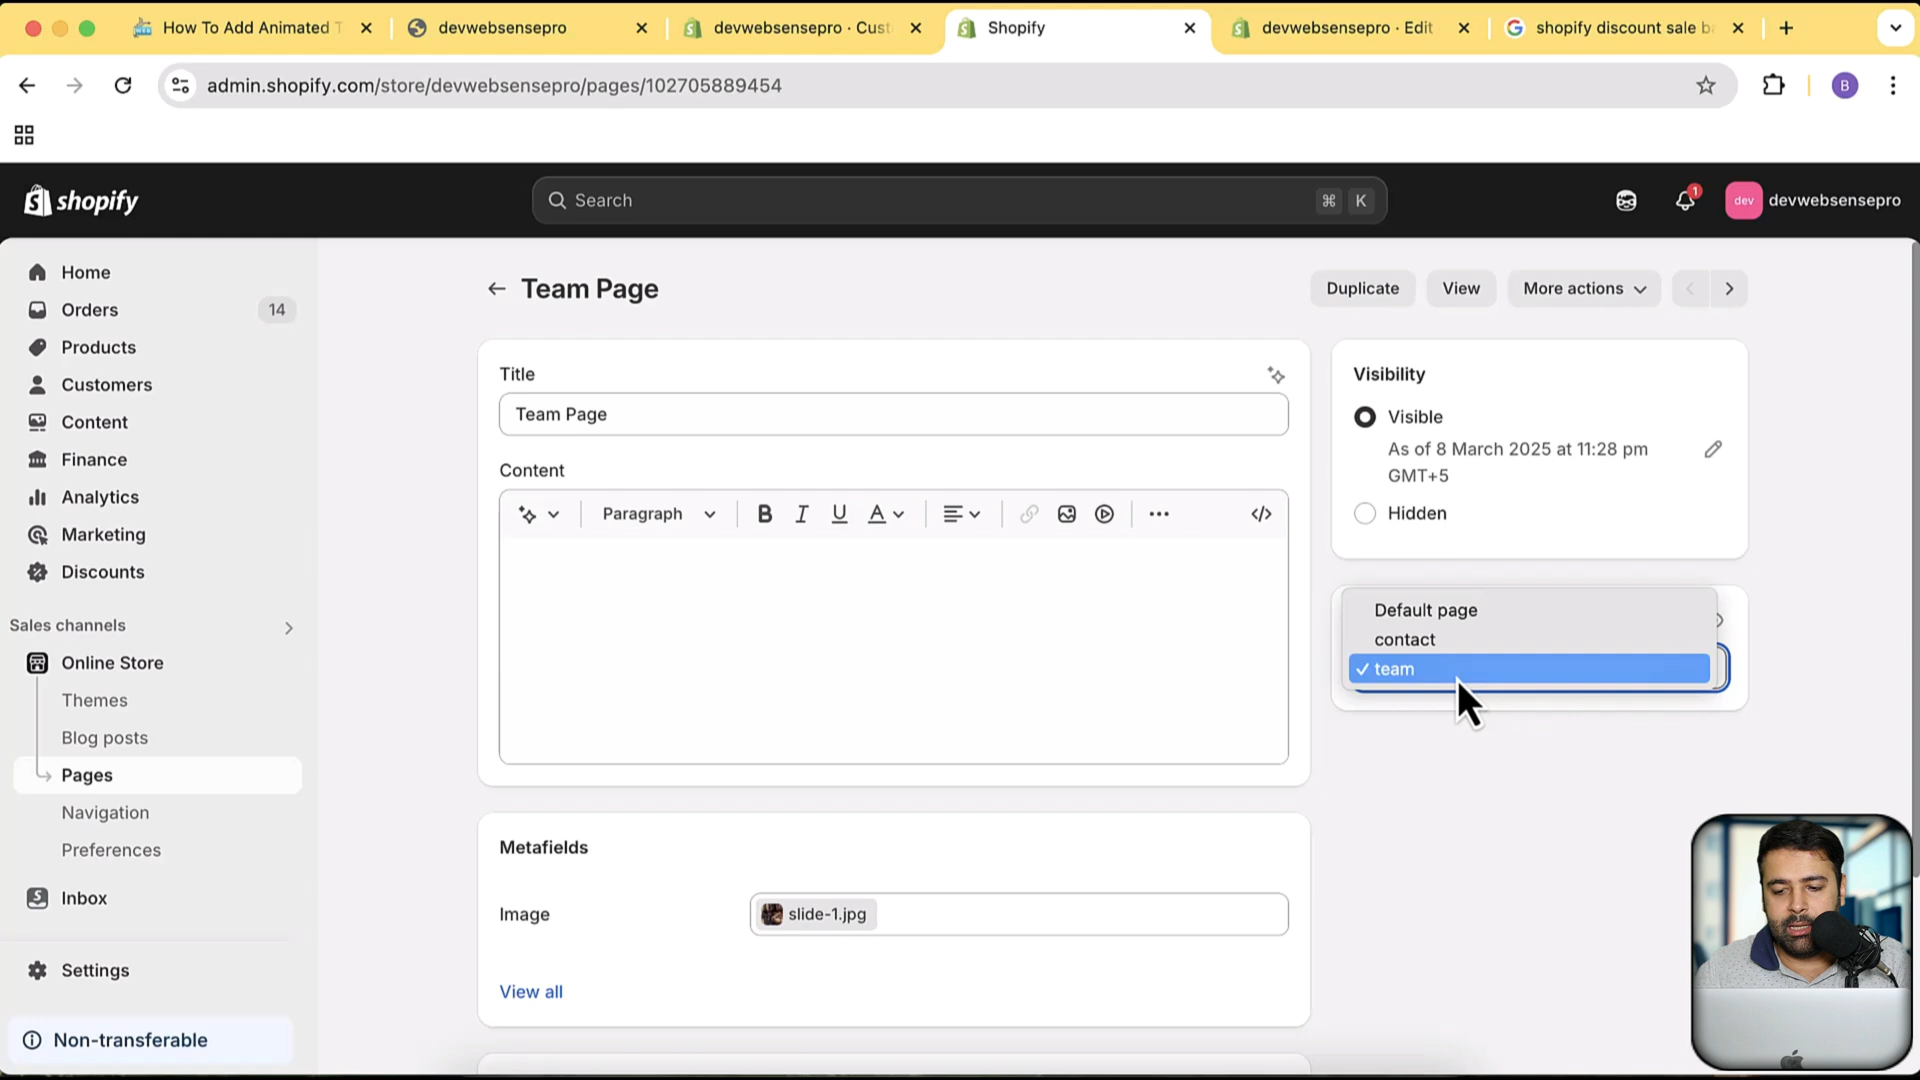 How To Add Animated T
devwebsensepro
devwebsensepro · Cust
Shopify
devwebsensepro · Edit
shopify discount sale b
admin.shopify.com/store/devwebsensepro/pages/102705889454
B
shopify
Search
⌘ K
1
dev
devwebsensepro
Home
Orders
14
Products
Customers
Content
Finance
Analytics
Marketing
Discounts
Sales channels
Online Store
Themes
Blog posts
Pages
Navigation
Preferences
Inbox
Settings
Non-transferable
Team Page
Duplicate
View
More actions
Title
Team Page
Content
Paragraph
B I U A
Metafields
Image
slide-1.jpg
View all
Visibility
Visible
As of 8 March 2025 at 11:28 pm
GMT+5
Hidden
Default page
contact
✓ team